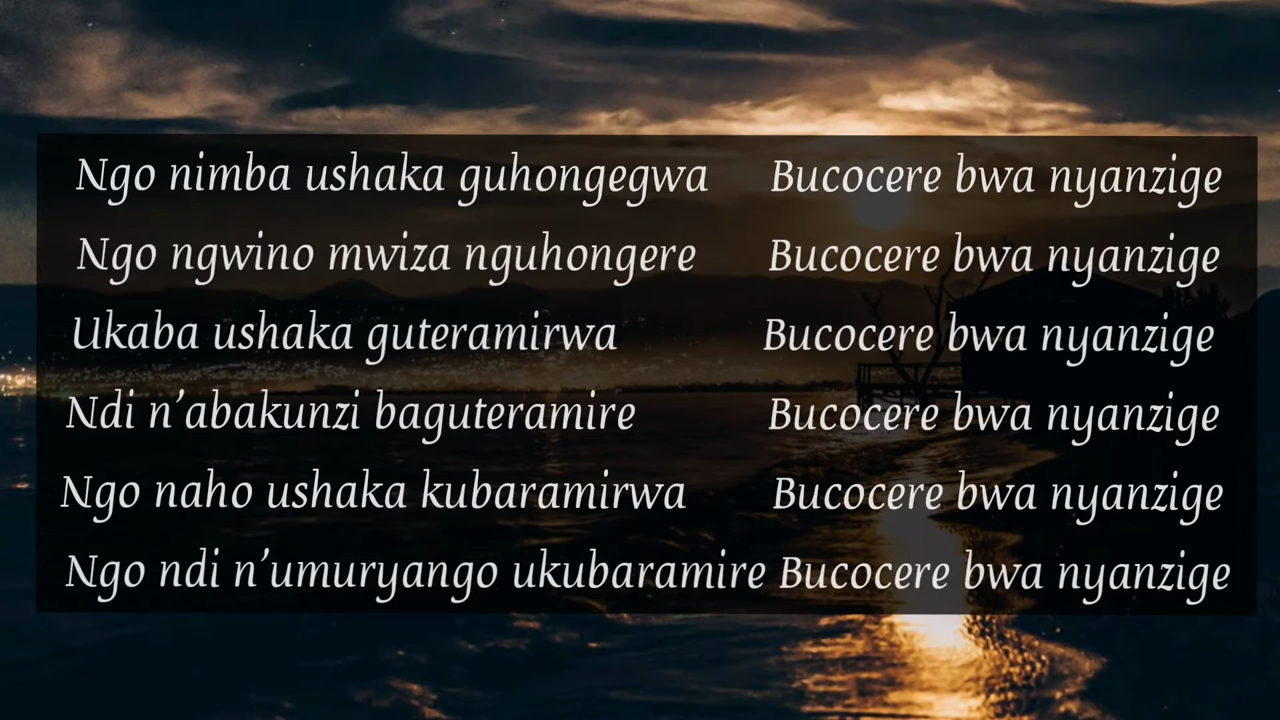 Ngo nimba ushaka guhongegwa Bucocere bwa nyanzige
Ngo ngwino mwiza nguhongere Bucocere bwa nyanzige
Ukaba ushaka guteramirwa Bucocere bwa nyanzige
Ndi n’abakunzi baguteramire Bucocere bwa nyanzige
Ngo naho ushaka kubaramirwa Bucocere bwa nyanzige
Ngo ndi n’umuryango ukubaramire Bucocere bwa nyanzige